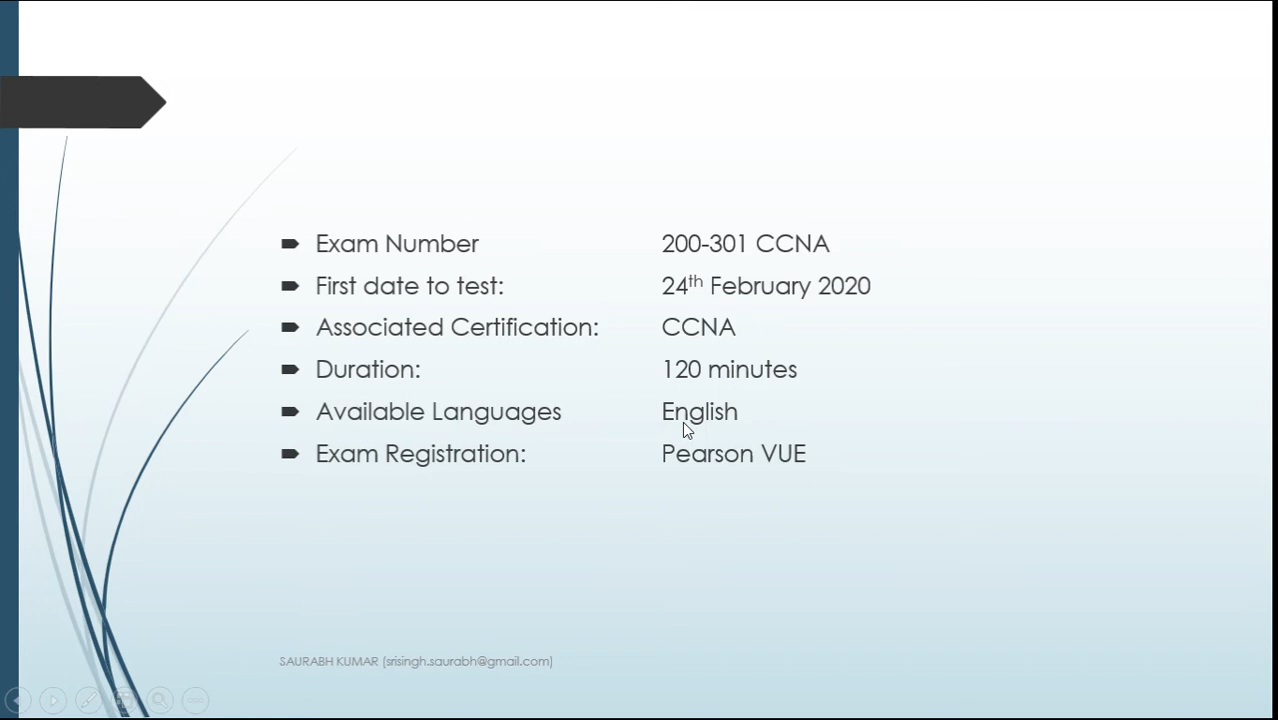 Exam Number 200-301 CCNA
First date to test: 24th February 2020
Associated Certification: CCNA
Duration: 120 minutes
Available Languages English
Exam Registration: Pearson VUE
SAURABH KUMAR (srisingh.saurabh@gmail.com)